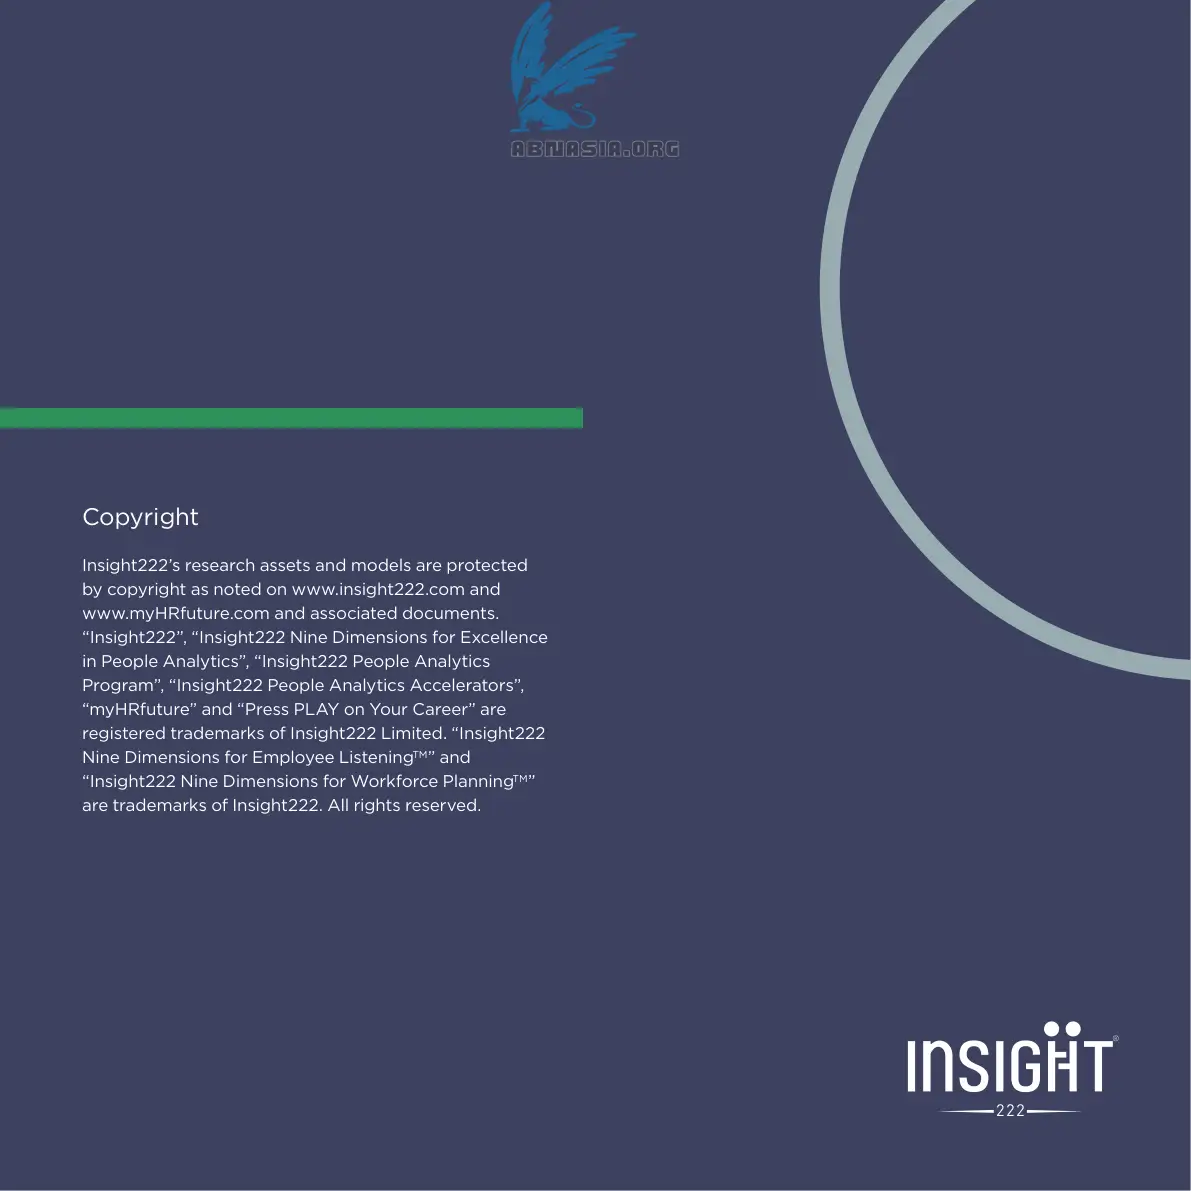 ABNASIA.ORG
Copyright
Insight222’s research assets and models are protected
by copyright as noted on www.insight222.com and
www.myHRfuture.com and associated documents.
“Insight222”, “Insight222 Nine Dimensions for Excellence
in People Analytics”, “Insight222 People Analytics
Program”, “Insight222 People Analytics Accelerators”,
“myHRfuture” and “Press PLAY on Your Career” are
registered trademarks of Insight222 Limited. “Insight222
Nine Dimensions for Employee Listening™” and
“Insight222 Nine Dimensions for Workforce Planning™”
are trademarks of Insight222. All rights reserved.
INSIGHT®
222